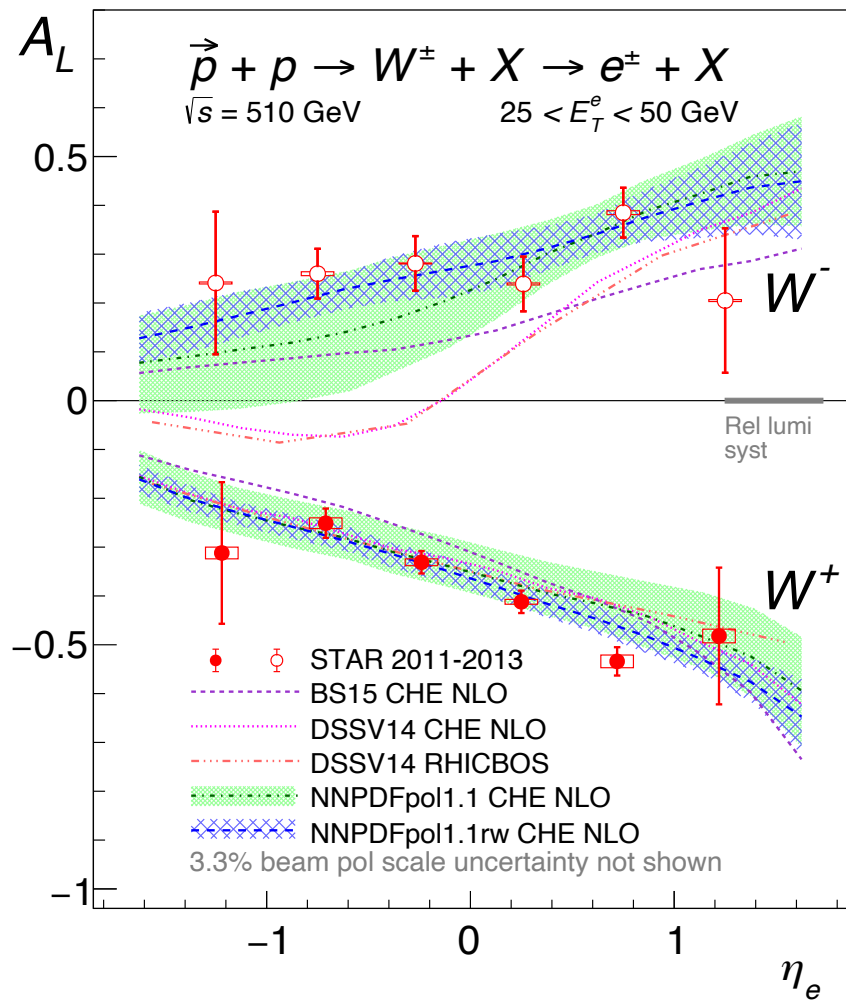 A_L
p⃗ + p → W^± + X → e^± + X
√s = 510 GeV
25 < E_T^e < 50 GeV
0.5
W^-
0
Rel lumi
syst
W^+
−0.5
STAR 2011-2013
BS15 CHE NLO
DSSV14 CHE NLO
DSSV14 RHICBOS
NNPDFpol1.1 CHE NLO
NNPDFpol1.1rw CHE NLO
3.3% beam pol scale uncertainty not shown
−1
−1 0 1
η_e